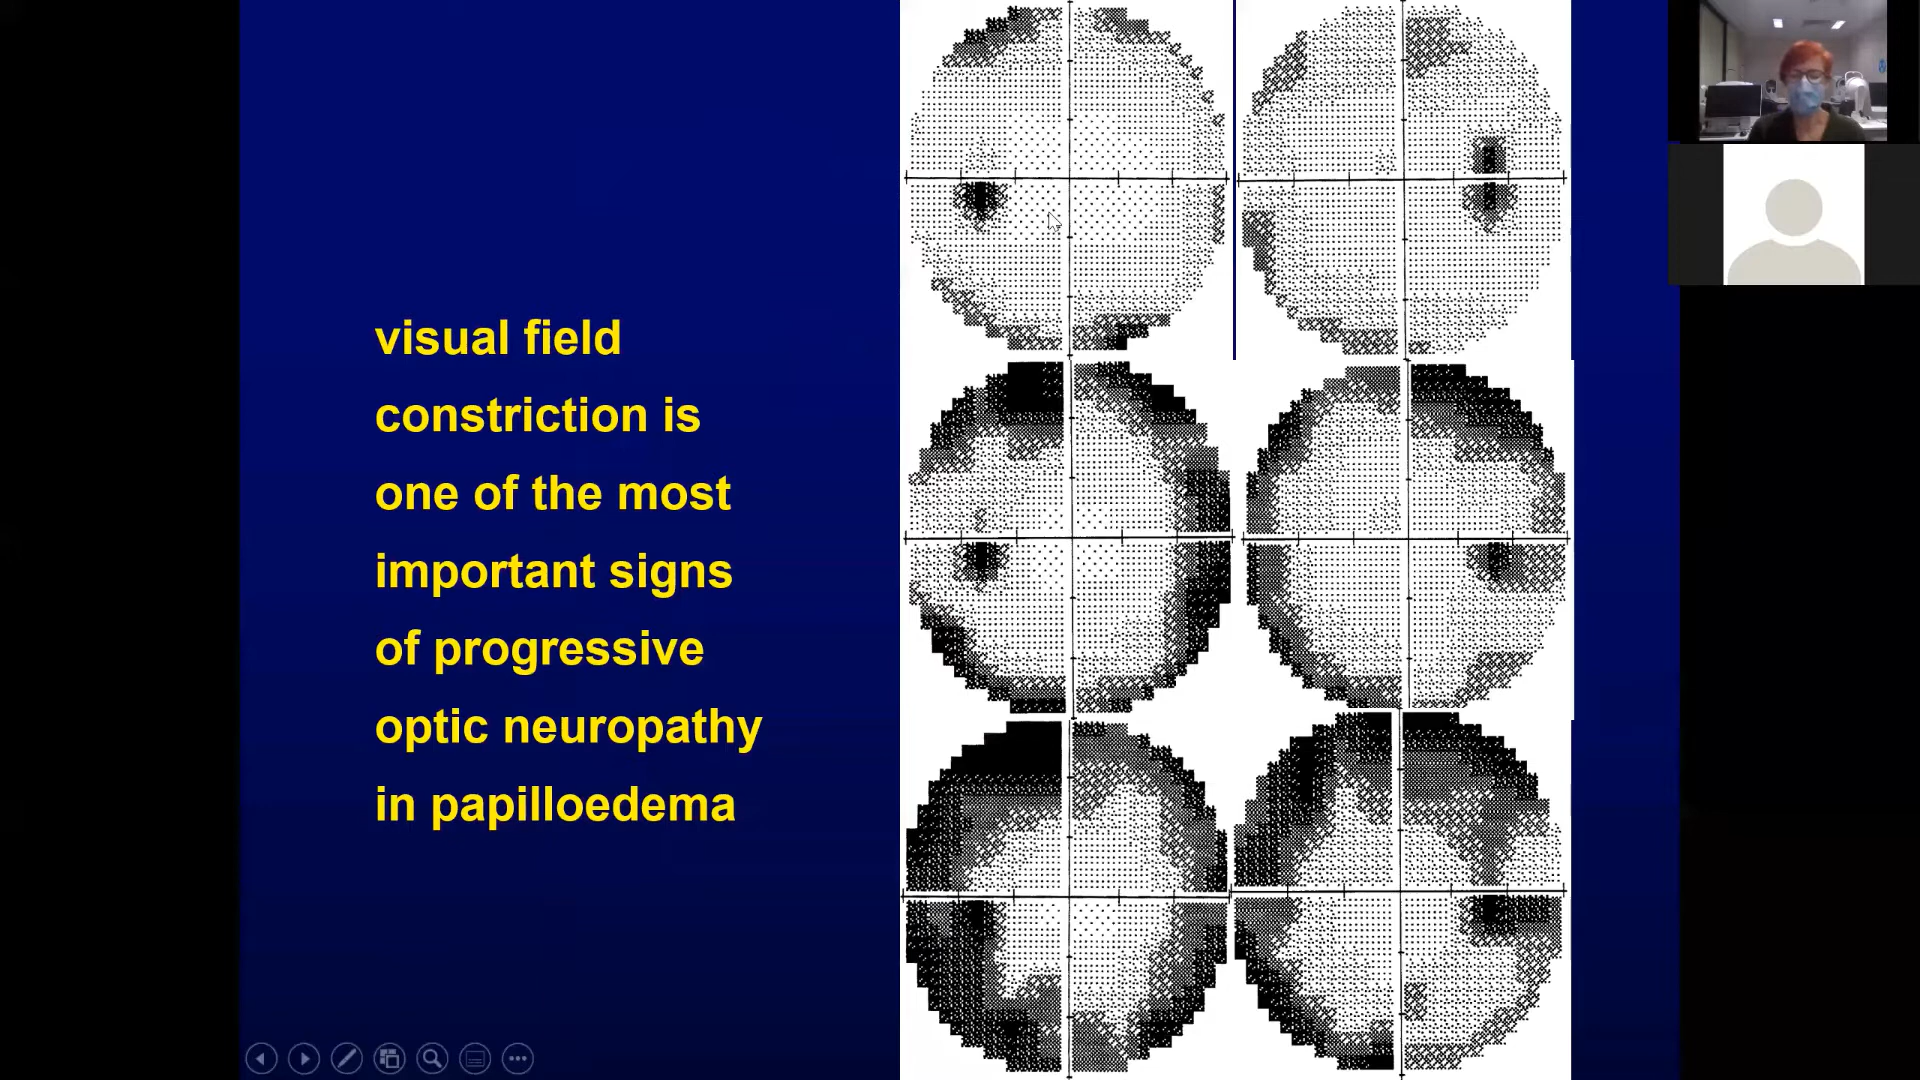 visual field
constriction is
one of the most
important signs
of progressive
optic neuropathy
in papilloedema